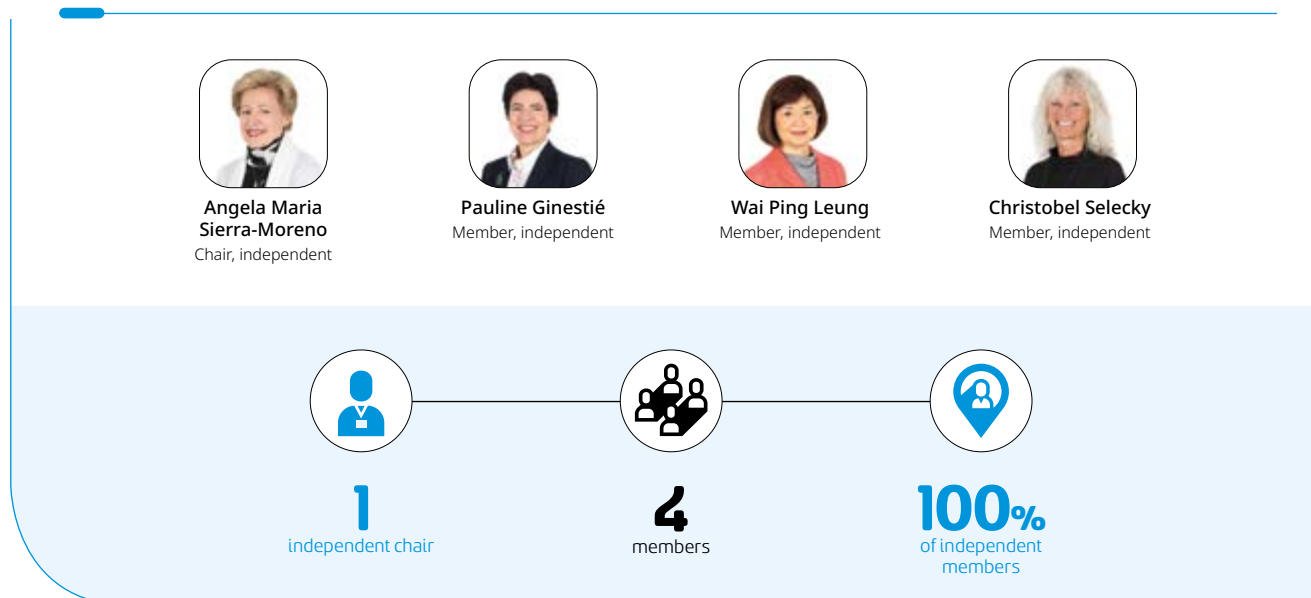 Angela Maria
Sierra-Moreno
Chair, independent
Pauline Ginestié
Member, independent
Wai Ping Leung
Member, independent
Christobel Selecky
Member, independent
1
independent chair
4
members
100%
of independent
members